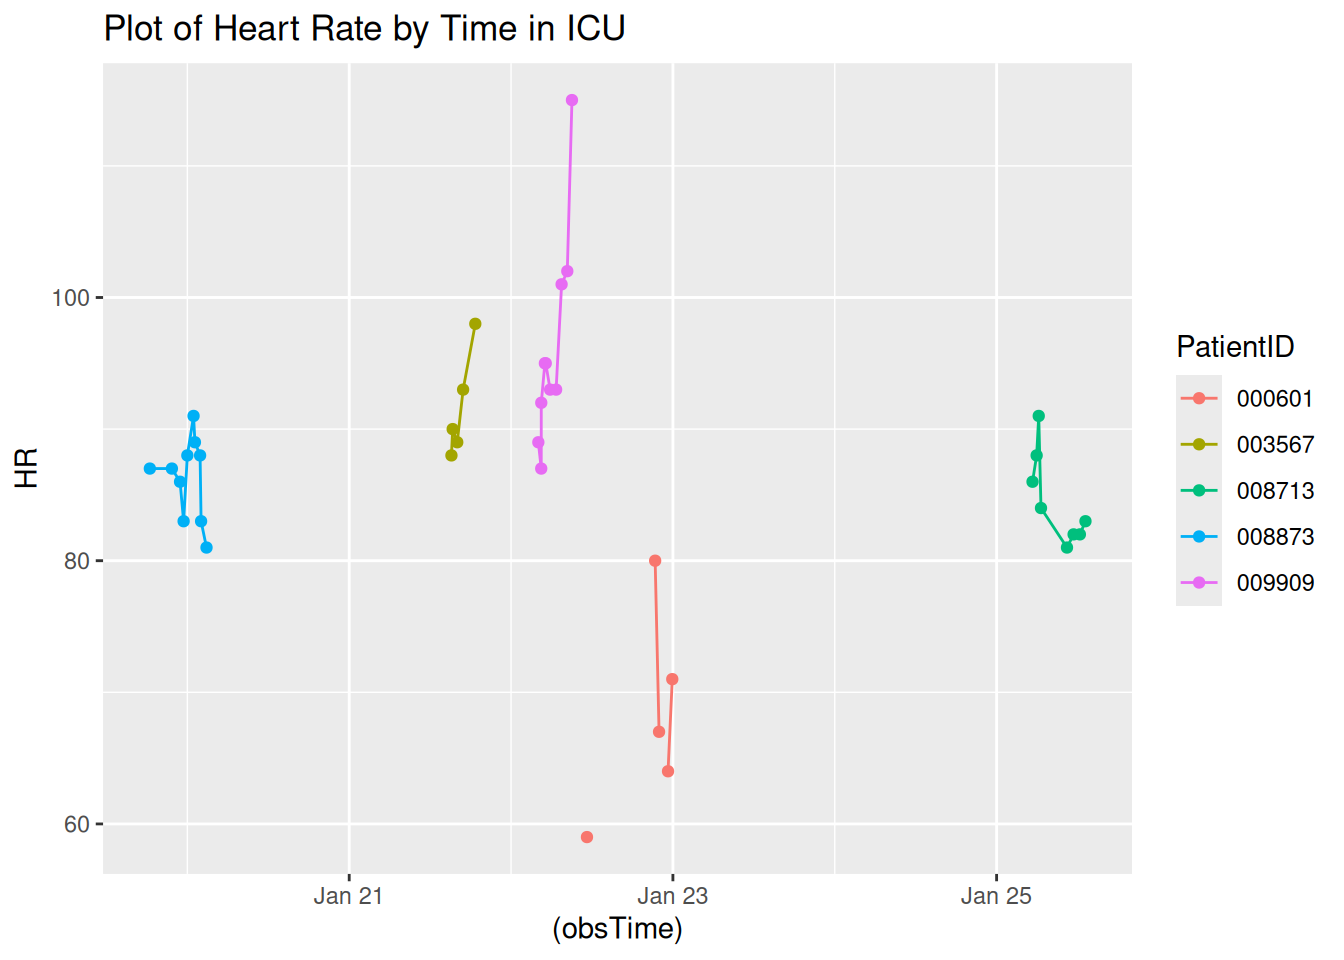 Plot of Heart Rate by Time in ICU
HR
100
80
60
Jan 21
Jan 23
Jan 25
(obsTime)
PatientID
000601
003567
008713
008873
009909